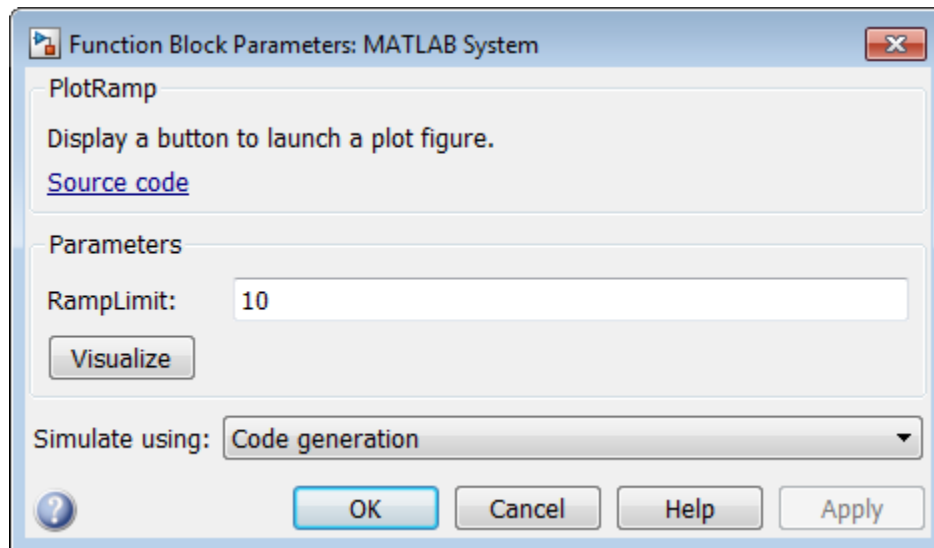 Function Block Parameters: MATLAB System
PlotRamp
Display a button to launch a plot figure.
Source code
Parameters
RampLimit: 10
Visualize
Simulate using: Code generation
? OK Cancel Help Apply